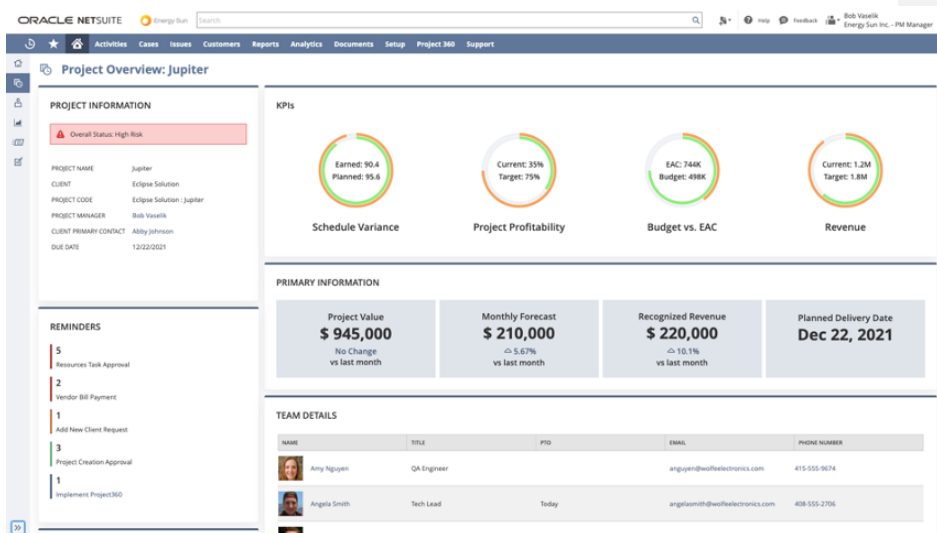 ORACLE NETSUITE
Energy Sun
Search
Help
Feedback
Bob Vaselik
Energy Sun Inc. - PM Manager
Activities Cases Issues Customers Reports Analytics Documents Setup Project 360 Support
Project Overview: Jupiter
PROJECT INFORMATION
Overall Status: High Risk
PROJECT NAME Jupiter
CLIENT Eclipse Solution
PROJECT CODE Eclipse Solution : Jupiter
PROJECT MANAGER Bob Vaselik
CLIENT PRIMARY CONTACT Abby Johnson
DUE DATE 12/22/2021
REMINDERS
5
Resources Task Approval
2
Vendor Bill Payment
1
Add New Client Request
3
Project Creation Approval
1
Implement Project360
KPIs
Earned: 90.4
Planned: 95.6
Schedule Variance
Current: 35%
Target: 75%
Project Profitability
EAC: 744K
Budget: 498K
Budget vs. EAC
Current: 1.2M
Target: 1.8M
Revenue
PRIMARY INFORMATION
Project Value
$ 945,000
No Change
vs last month
Monthly Forecast
$ 210,000
5.67%
vs last month
Recognized Revenue
$ 220,000
10.1%
vs last month
Planned Delivery Date
Dec 22, 2021
TEAM DETAILS
NAME TITLE PTO EMAIL PHONE NUMBER
Amy Nguyen QA Engineer anguyen@wolfeelectronics.com 415-555-9674
Angela Smith Tech Lead Today angelasmith@wolfeelectronics.com 408-555-2706